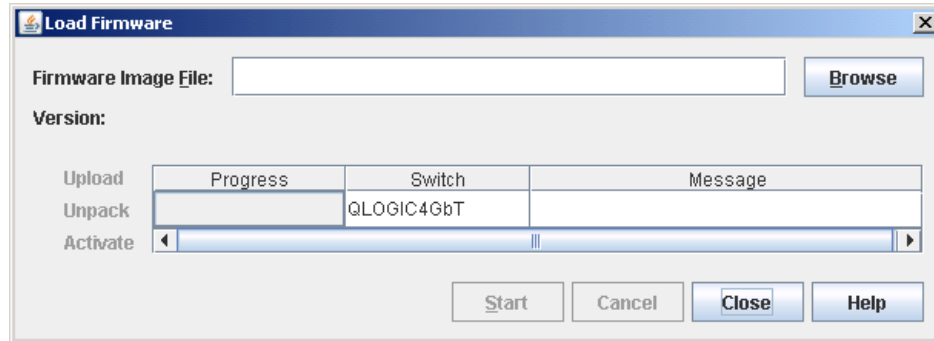 Load Firmware
Firmware Image File:
Browse
Version:
Upload
Progress
Switch
Message
Unpack
QLOGIC4GbT
Activate
Start
Cancel
Close
Help